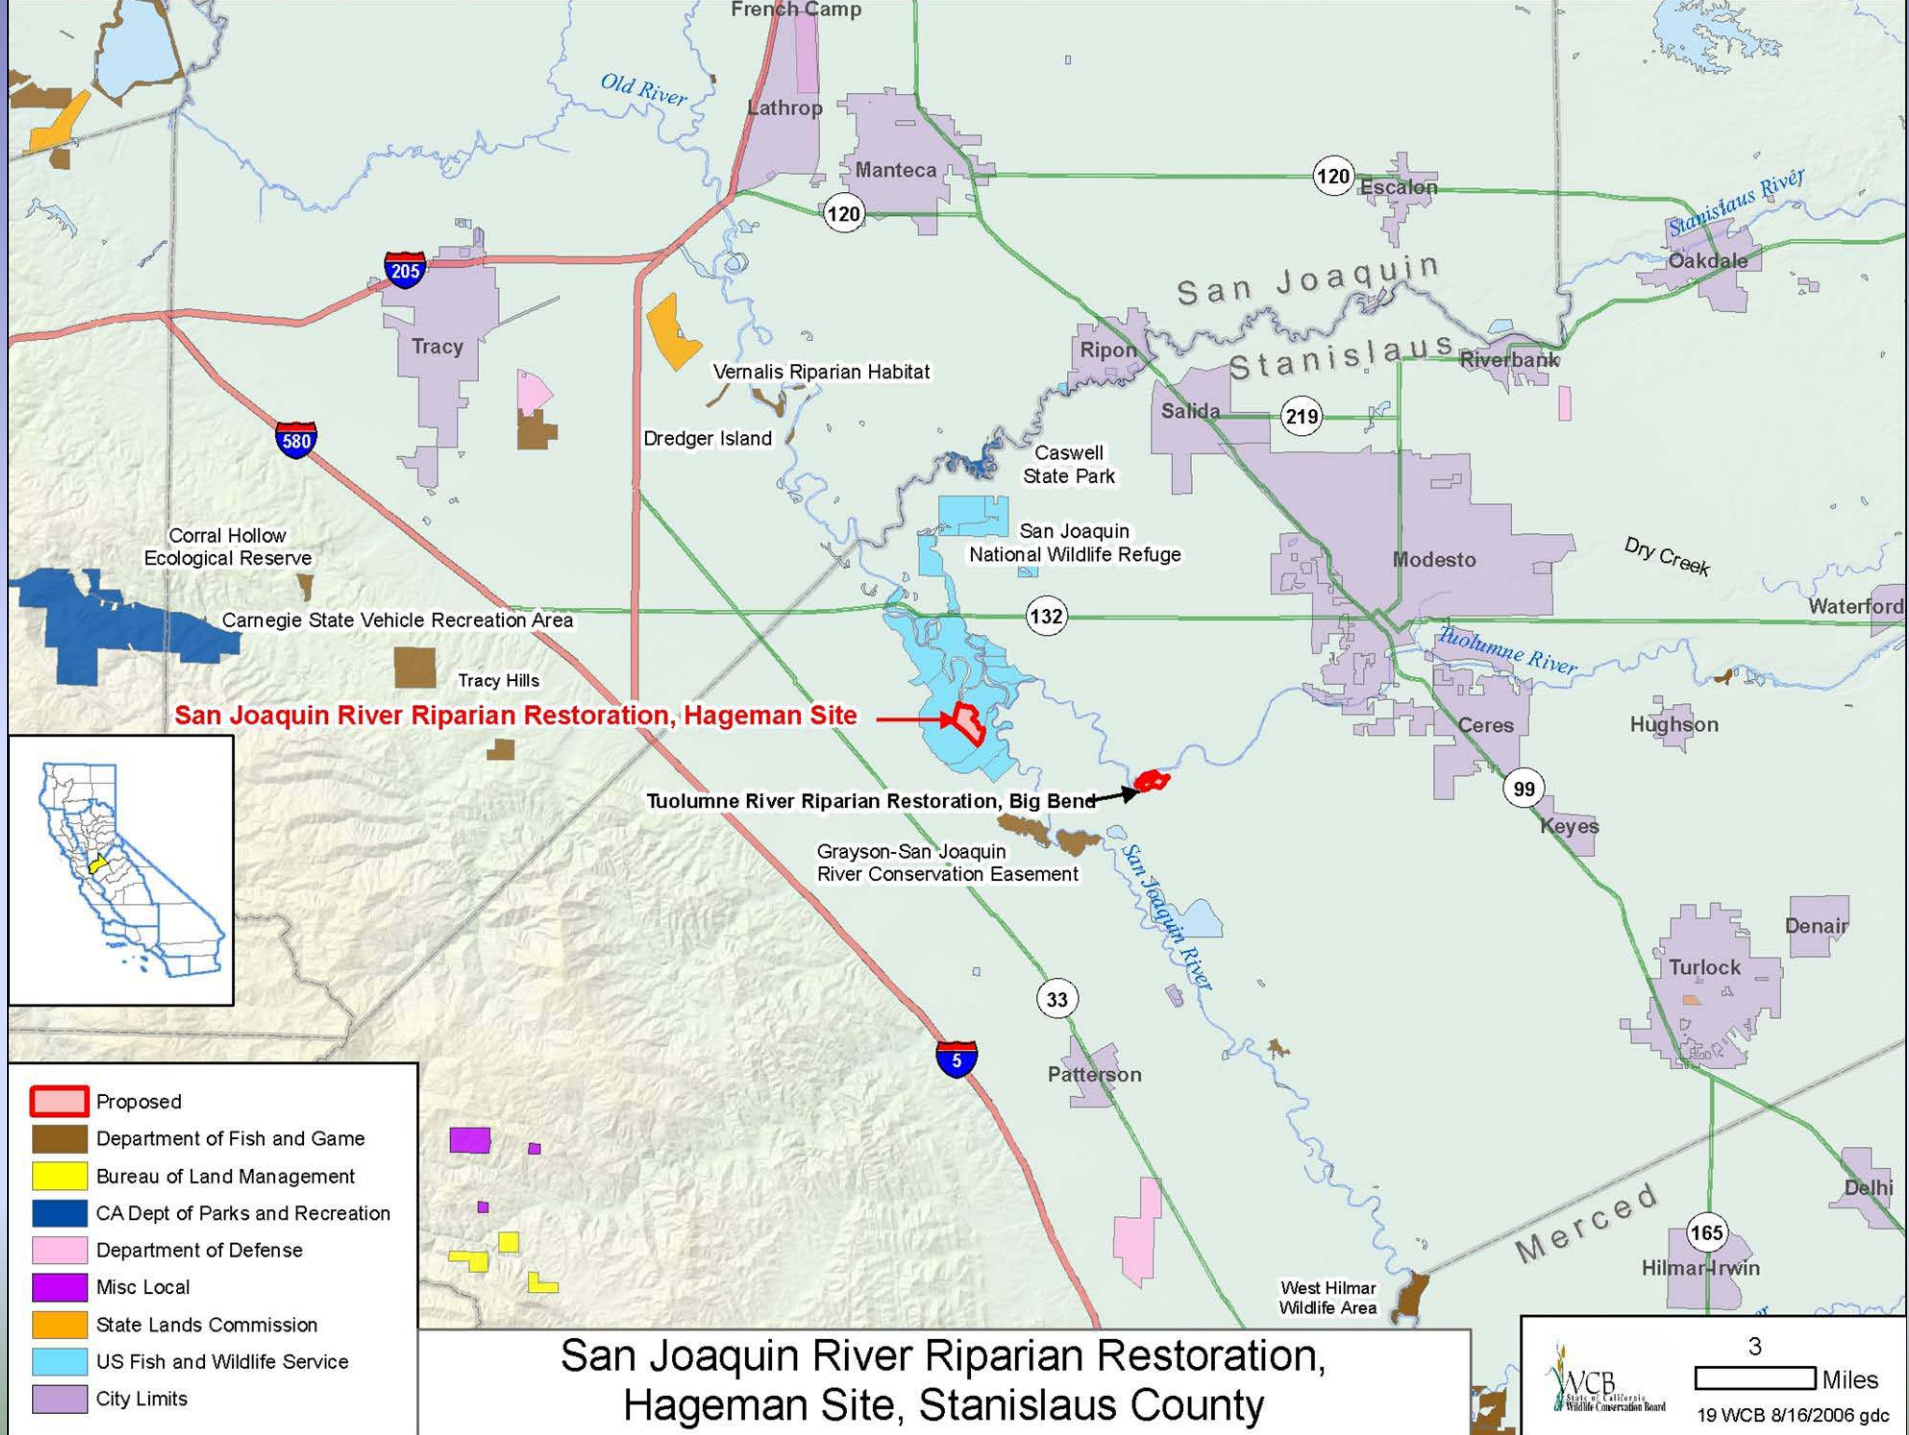 French Camp
Old River
Lathrop
Manteca
120
Escalon
120
Stanislaus River
Oakdale
205
San Joaquin
Tracy
Ripon
Stanislaus
Riverbank
Vernalis Riparian Habitat
Salida
219
580
Dredger Island
Caswell
State Park
Corral Hollow
Ecological Reserve
San Joaquin
National Wildlife Refuge
Modesto
Dry Creek
Waterford
Carnegie State Vehicle Recreation Area
132
Tuolumne River
Tracy Hills
San Joaquin River Riparian Restoration, Hageman Site
Ceres
Hughson
Tuolumne River Riparian Restoration, Big Bend
99
Keyes
Grayson-San Joaquin
River Conservation Easement
San Joaquin River
Denair
Turlock
33
5
Patterson
Proposed
Department of Fish and Game
Bureau of Land Management
CA Dept of Parks and Recreation
Department of Defense
Misc Local
State Lands Commission
US Fish and Wildlife Service
City Limits
Delhi
Merced
165
Hilmar-Irwin
West Hilmar
Wildlife Area
San Joaquin River Riparian Restoration,
Hageman Site, Stanislaus County
WCB
State of California
Wildlife Conservation Board
3
Miles
19 WCB 8/16/2006 gdc